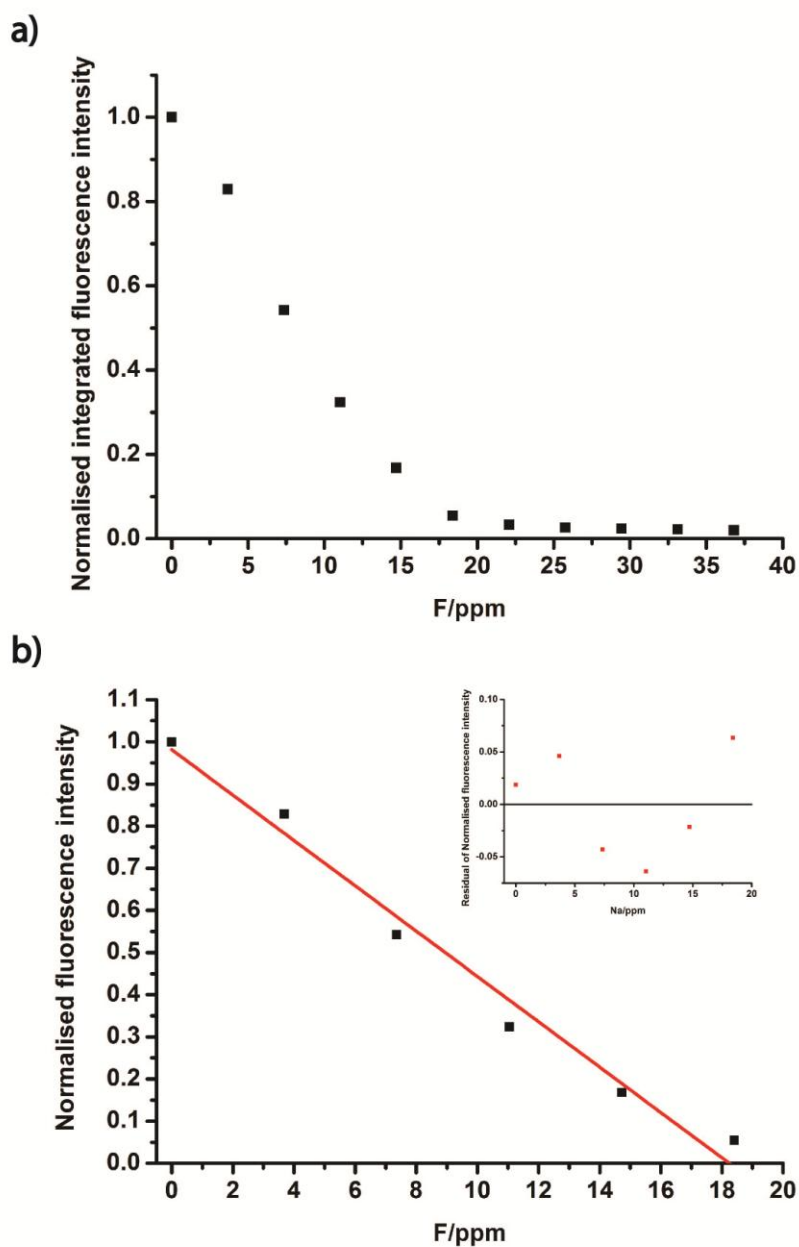 a)
Normalised integrated fluorescence intensity
1.0
0.8
0.6
0.4
0.2
0.0
0 5 10 15 20 25 30 35 40
F/ppm
b)
Normalised fluorescence intensity
1.1
1.0
0.9
0.8
0.7
0.6
0.5
0.4
0.3
0.2
0.1
0.0
0 2 4 6 8 10 12 14 16 18 20
F/ppm
Residual of Normalised fluorescence intensity
0.10
0.05
0.00
-0.05
0 5 10 15 20
Na/ppm